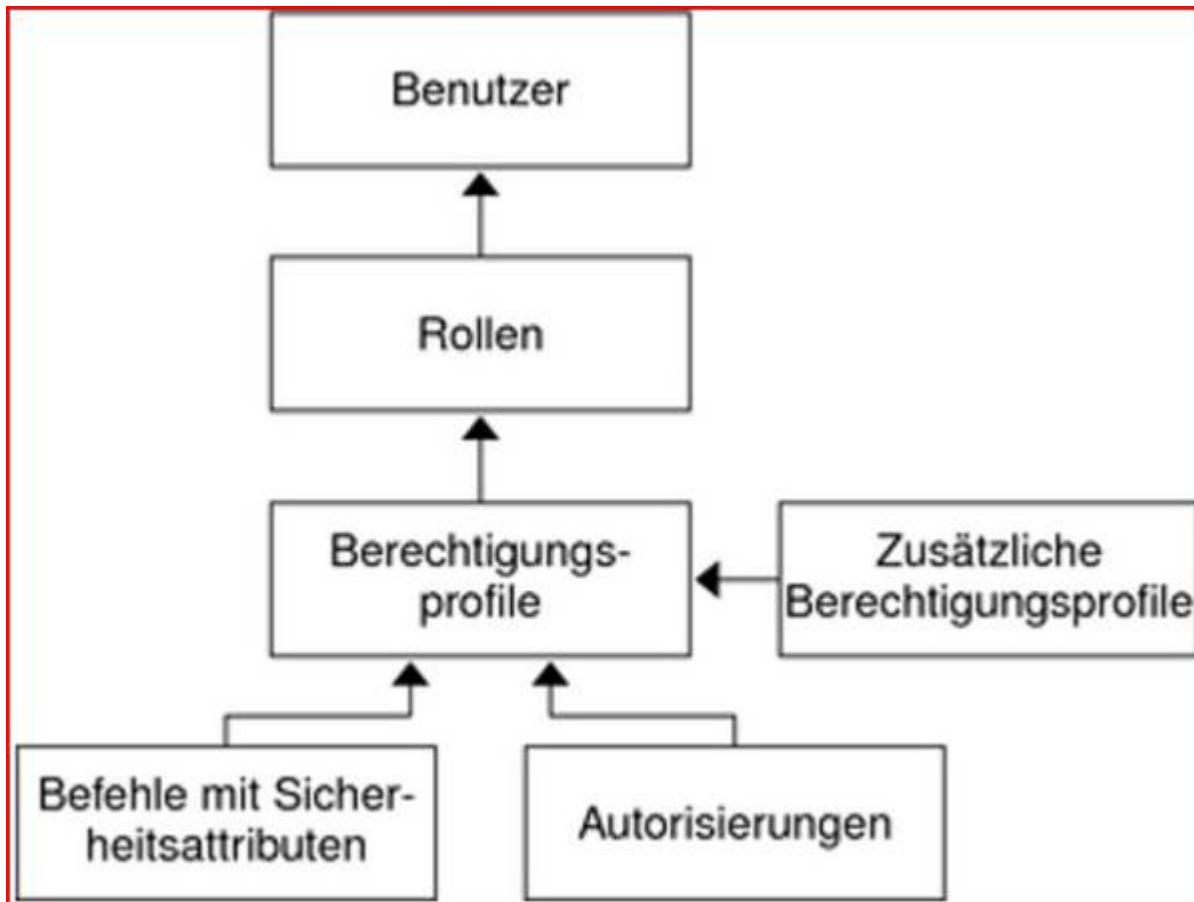 Benutzer
Rollen
Berechtigungs-
profile
Zusätzliche
Berechtigungsprofile
Befehle mit Sicher-
heitsattributen
Autorisierungen